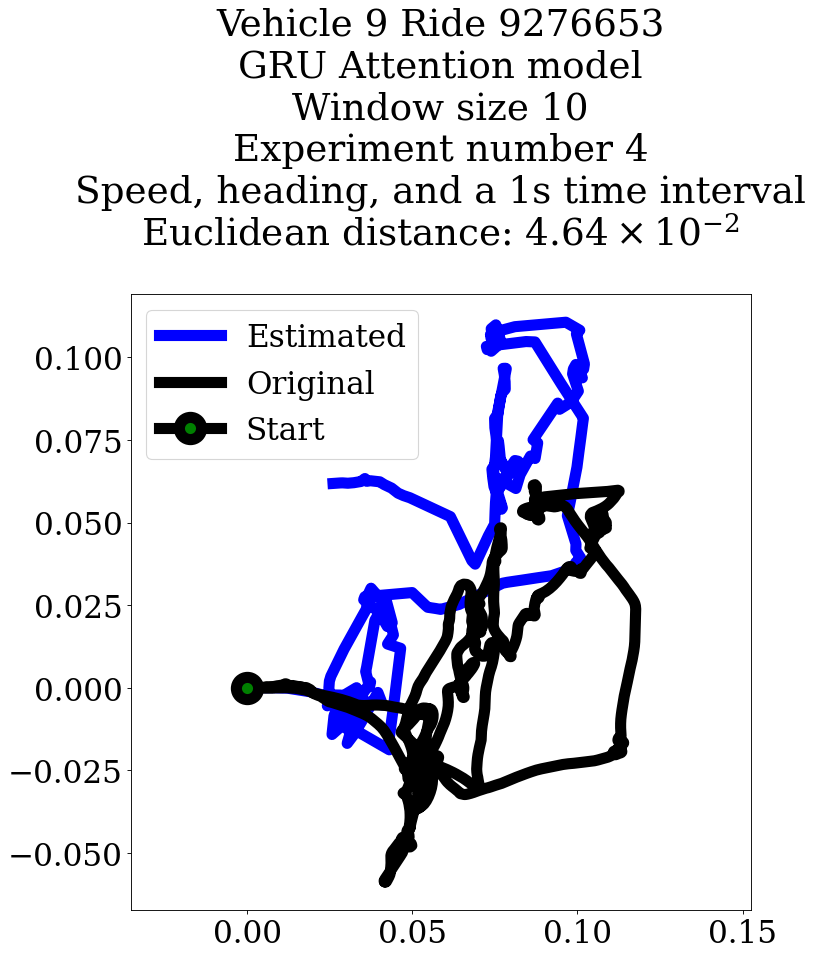 Vehicle 9 Ride 9276653
GRU Attention model
Window size 10
Experiment number 4
Speed, heading, and a 1s time interval
Euclidean distance: 4.64 × 10⁻²
Estimated
Original
Start
0.100
0.075
0.050
0.025
0.000
−0.025
−0.050
0.00 0.05 0.10 0.15